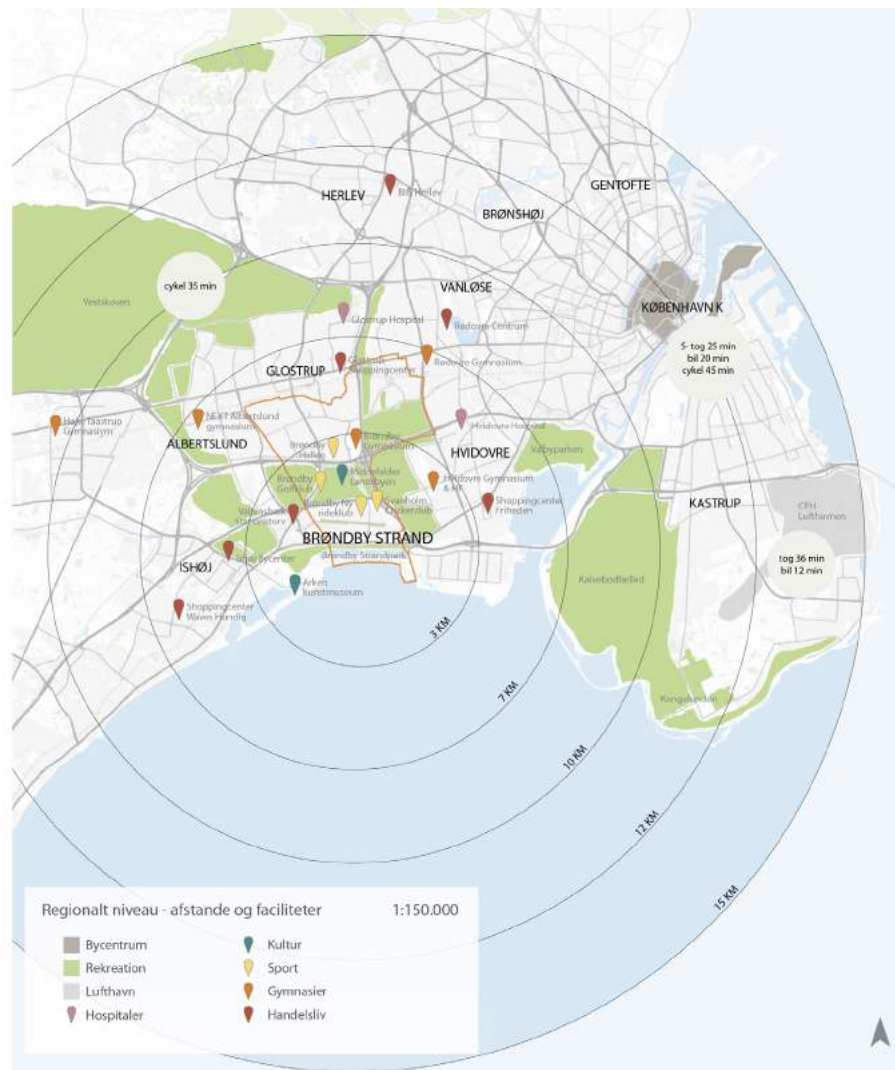 GENTOFTE
HERLEV
BIG Herlev
BRØNSHØJ
cykel 35 min
Vestskoven
VANLØSE
KØBENHAVN K
Glostrup Hospital
Rødovre Centrum
S- tog 25 min
bil 20 min
cykel 45 min
GLOSTRUP
Glostrup
Shoppingcenter
Rødovre Gymnasium
Høje Taastrup
Gymnasium
NEXT Albertslund
gymnasium
Hvidovre Hospital
ALBERTSLUND
Brøndby
Hallen
Brøndby
Gymnasium
HVIDOVRE
Valbyparken
Brøndby
Golfklub
Middelalder
Landsbyen
Hvidovre Gymnasium
& HF
KASTRUP
CPH
Lufthavnen
Brøndby Ny
rideklub
Svanholm
Cricketclub
Shoppingcenter
Friheden
BRØNDBY STRAND
Brøndby Strandpark
ISHØJ
Ishøj Bycenter
tog 36 min
bil 12 min
Kalvebodfælled
Arken
kunstmuseum
Shoppingcenter
Waves Hundige
3 KM
Kongelunden
7 KM
10 KM
12 KM
15 KM
Regionalt niveau - afstande og faciliteter 1:150.000
Bycentrum
Kultur
Rekreation
Sport
Lufthavn
Gymnasier
Hospitaler
Handelsliv